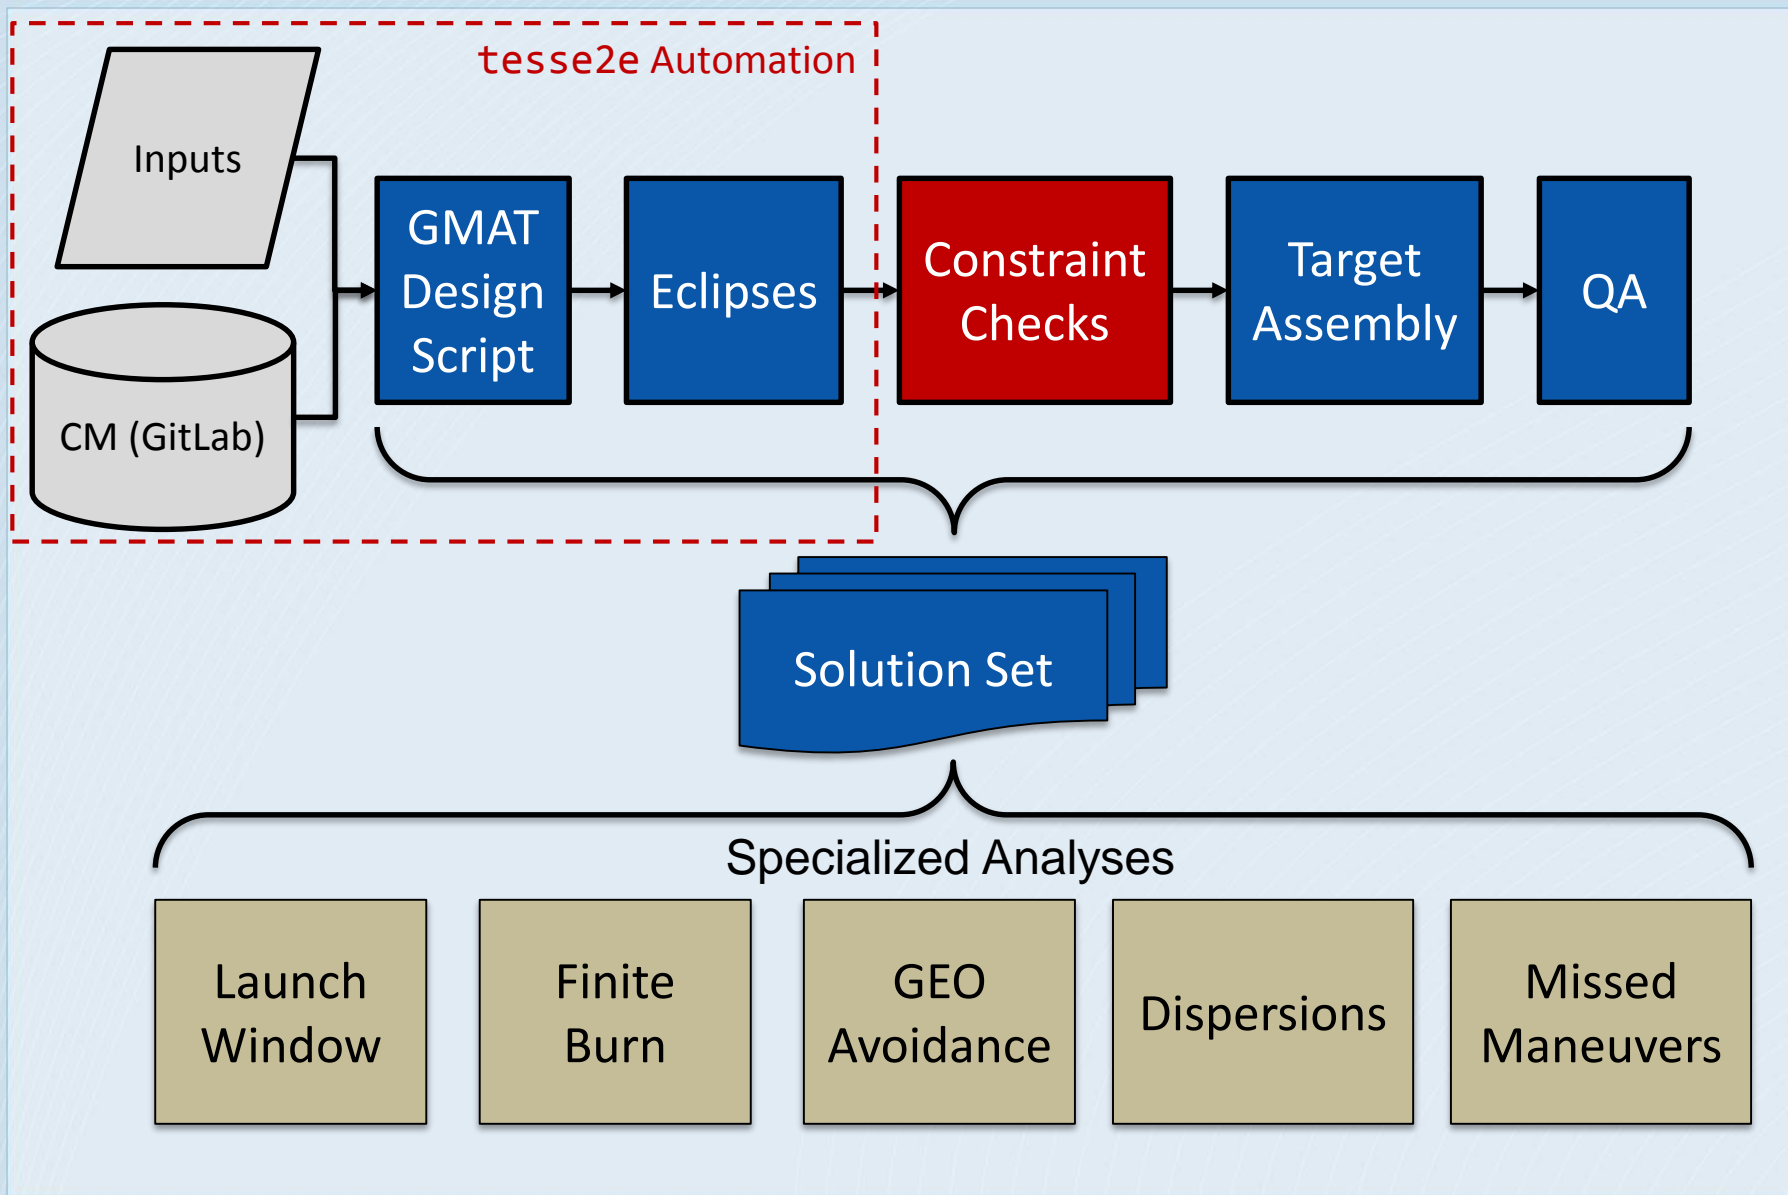 tesse2e Automation
Inputs
CM (GitLab)
GMAT
Design
Script
Eclipses
Constraint
Checks
Target
Assembly
QA
Solution Set
Specialized Analyses
Launch
Window
Finite
Burn
GEO
Avoidance
Dispersions
Missed
Maneuvers